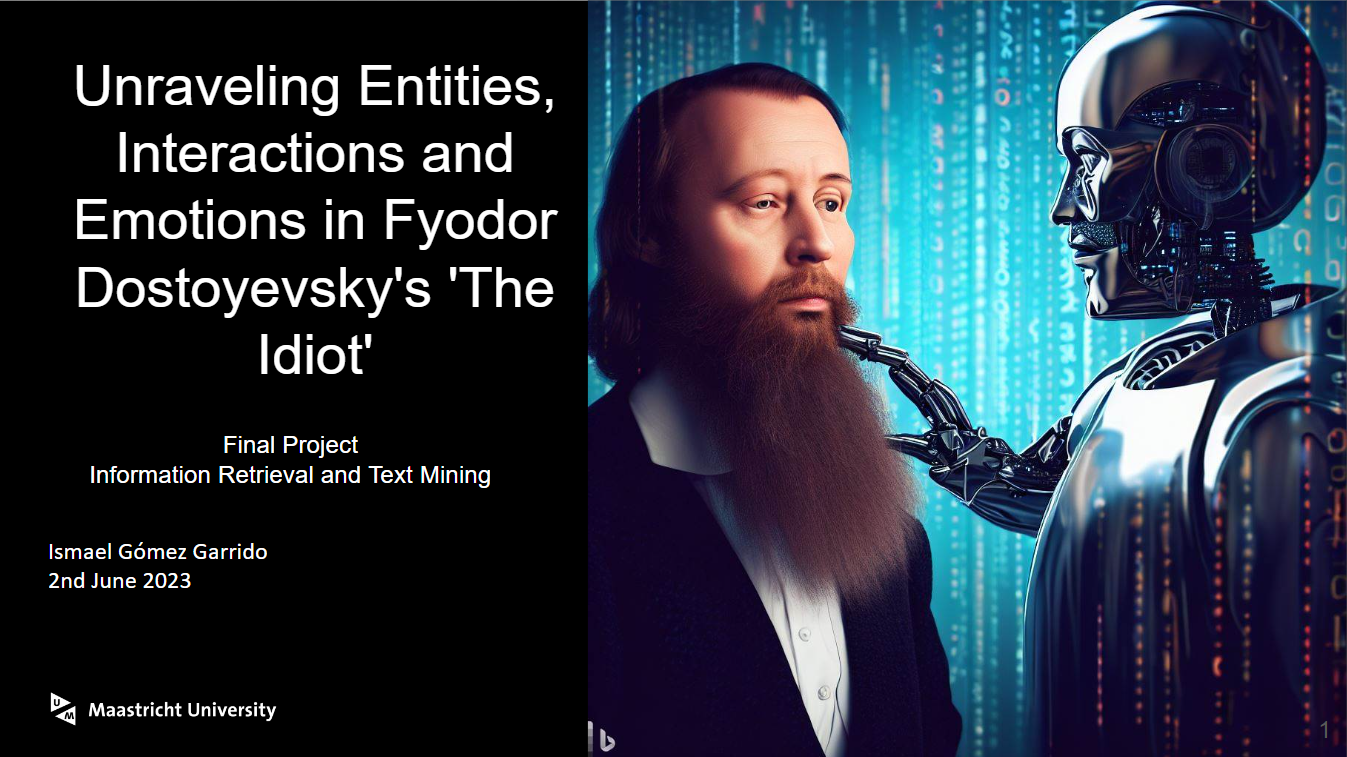 Unraveling Entities,
Interactions and
Emotions in Fyodor
Dostoyevsky's 'The
Idiot'
Final Project
Information Retrieval and Text Mining
Ismael Gómez Garrido
2nd June 2023
UM Maastricht University
b
1